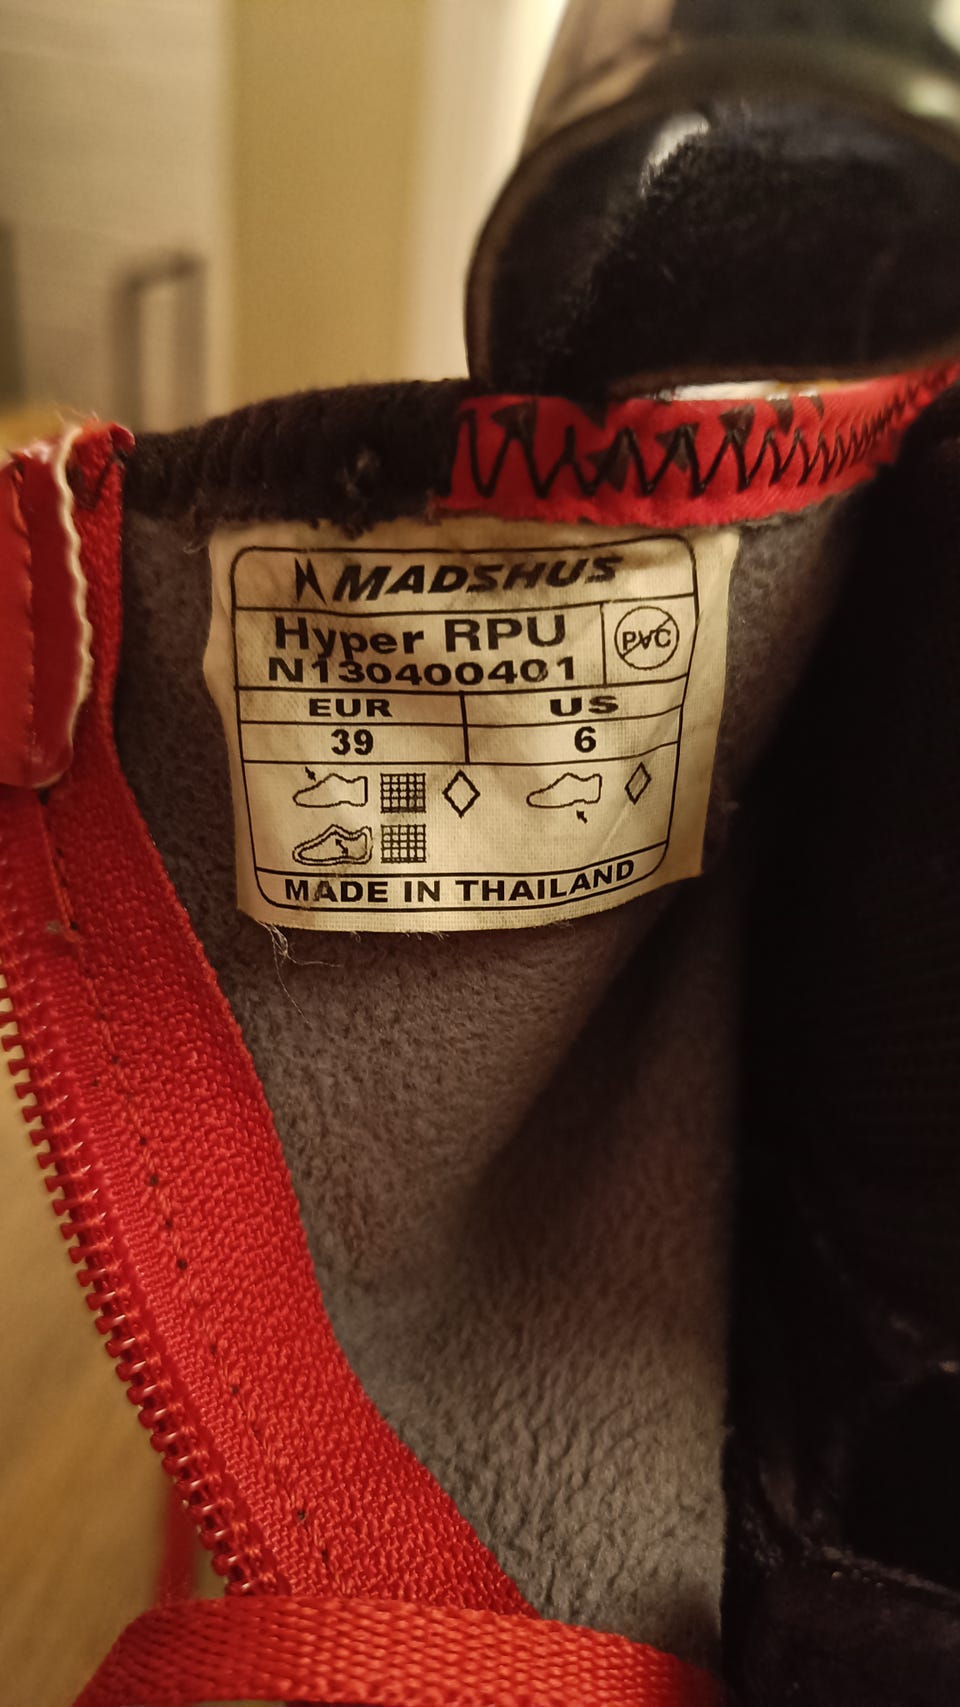 MADSHUS
Hyper RPU
N130400401
PVC
EUR US
39 6
MADE IN THAILAND